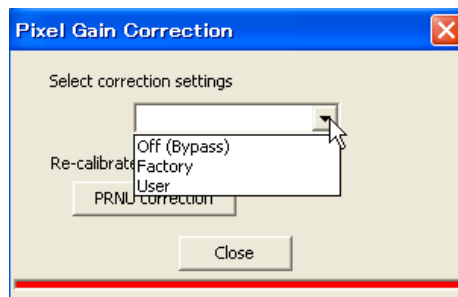 Pixel Gain Correction
Select correction settings
Off (Bypass)
Re-calibrate
Factory
User
PRNU correction
Close